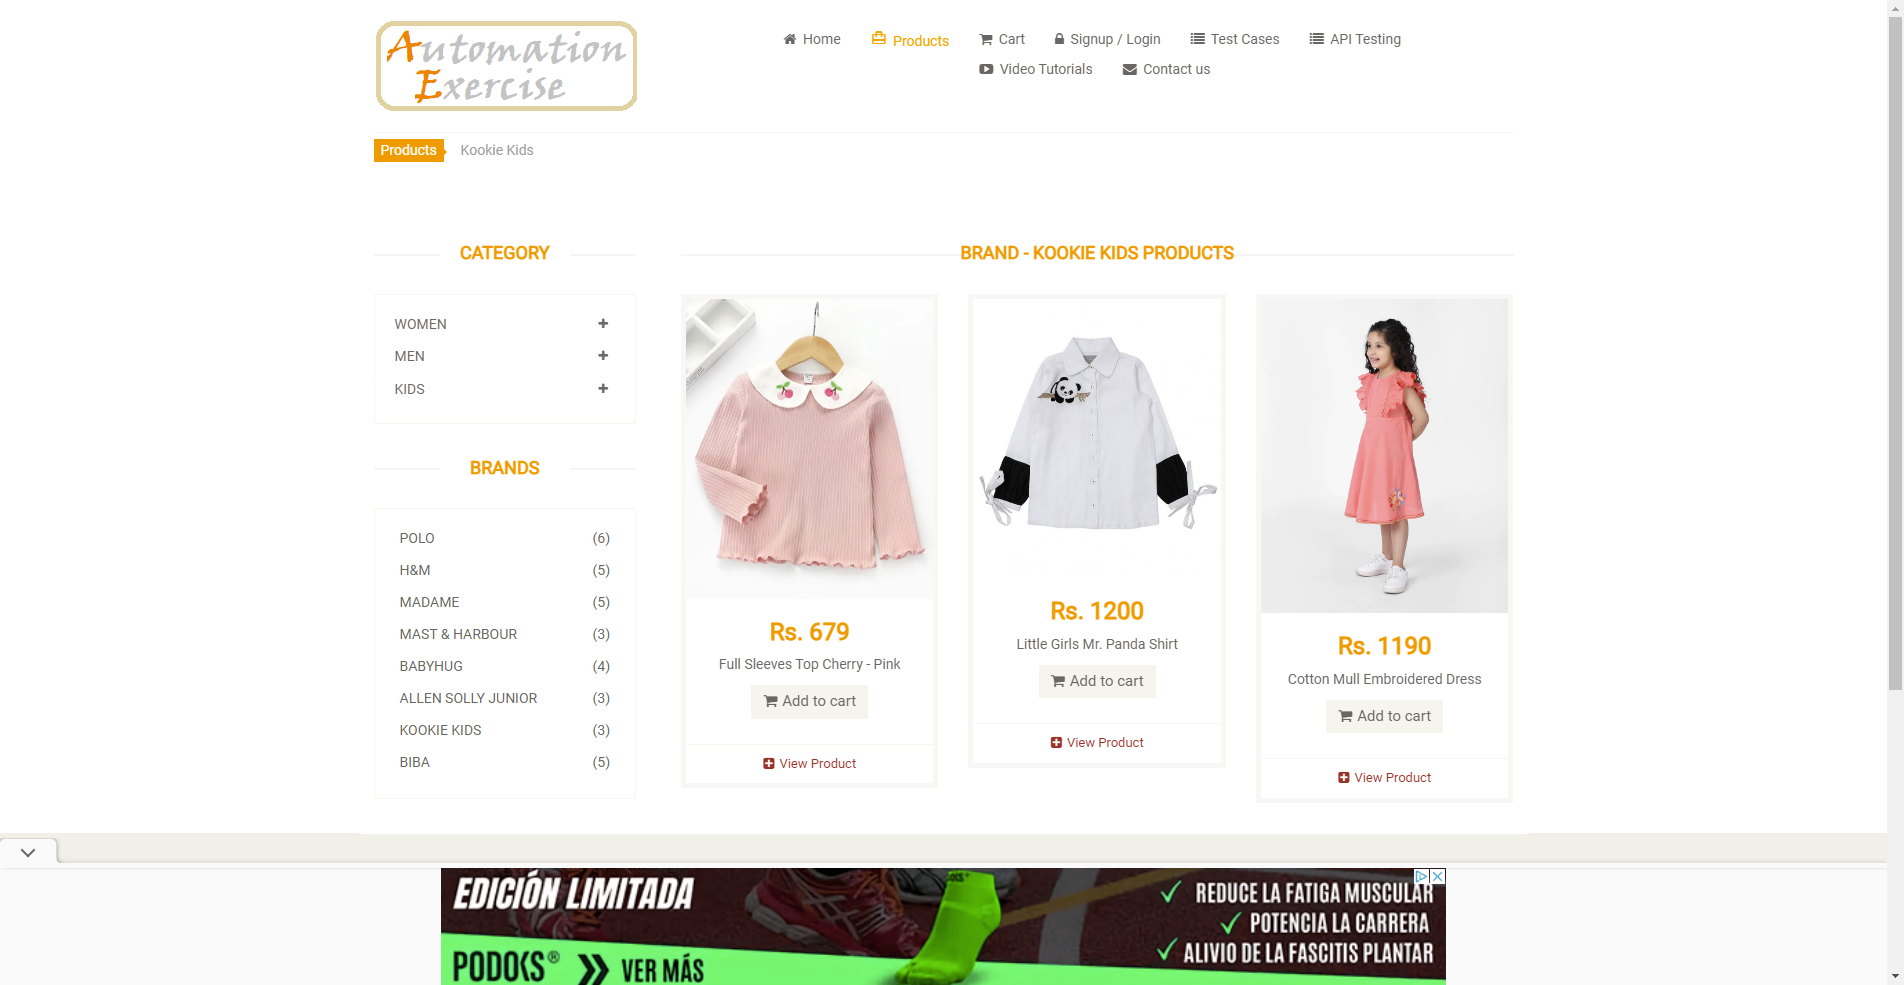 Automation
Exercise
Home
Products
Cart
Signup / Login
Test Cases
API Testing
Video Tutorials
Contact us
Products
Kookie Kids
CATEGORY
WOMEN
MEN
KIDS
BRANDS
POLO (6)
H&M (5)
MADAME (5)
MAST & HARBOUR (3)
BABYHUG (4)
ALLEN SOLLY JUNIOR (3)
KOOKIE KIDS (3)
BIBA (5)
BRAND - KOOKIE KIDS PRODUCTS
Rs. 679
Full Sleeves Top Cherry - Pink
Add to cart
View Product
Rs. 1200
Little Girls Mr. Panda Shirt
Add to cart
View Product
Rs. 1190
Cotton Mull Embroidered Dress
Add to cart
View Product
EDICIÓN LIMITADA
PODOKS®
VER MÁS
REDUCE LA FATIGA MUSCULAR
POTENCIA LA CARRERA
ALIVIO DE LA FASCITIS PLANTAR